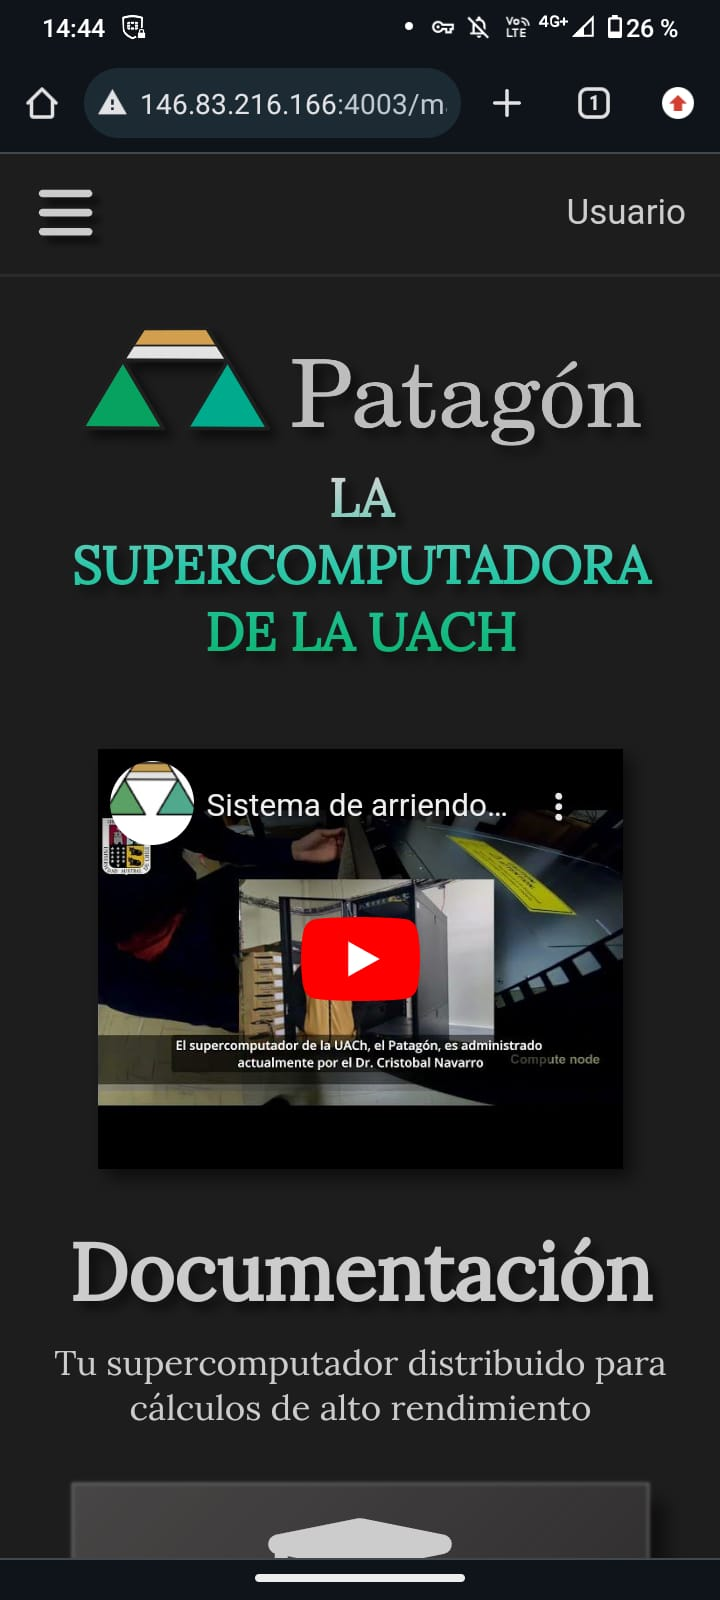 14:44
Vo LTE 4G+ 26 %
146.83.216.166:4003/m
1
Usuario
Patagón
LA
SUPERCOMPUTADORA
DE LA UACH
Sistema de arriendo...
El supercomputador de la UACh, el Patagón, es administrado
actualmente por el Dr. Cristobal Navarro
Compute node
Documentación
Tu supercomputador distribuido para
cálculos de alto rendimiento